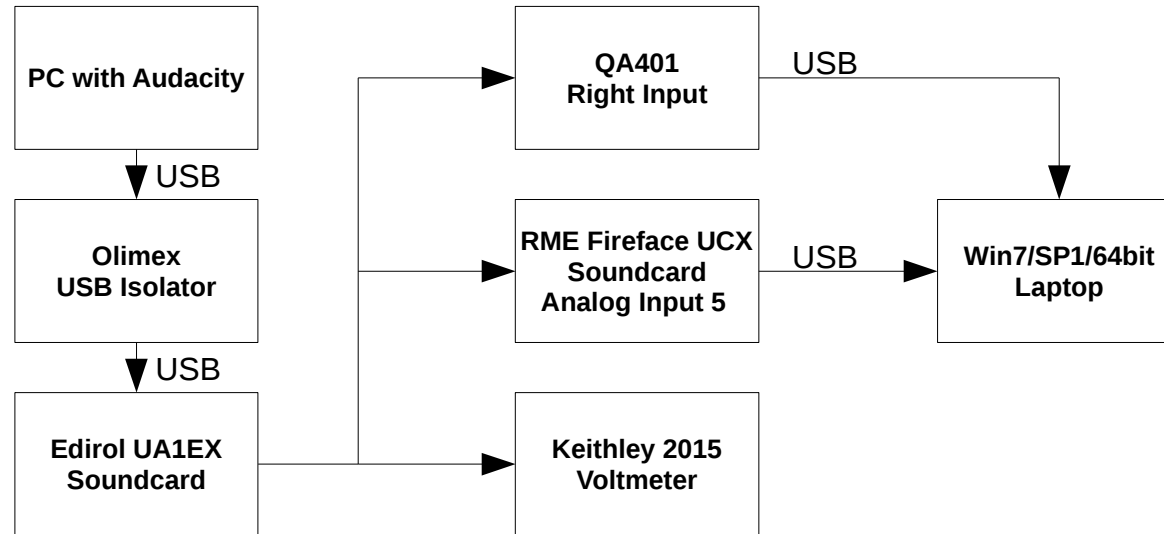 PC with Audacity
USB
Olimex
USB Isolator
USB
Edirol UA1EX
Soundcard
QA401
Right Input
USB
RME Fireface UCX
Soundcard
Analog Input 5
USB
Keithley 2015
Voltmeter
Win7/SP1/64bit
Laptop